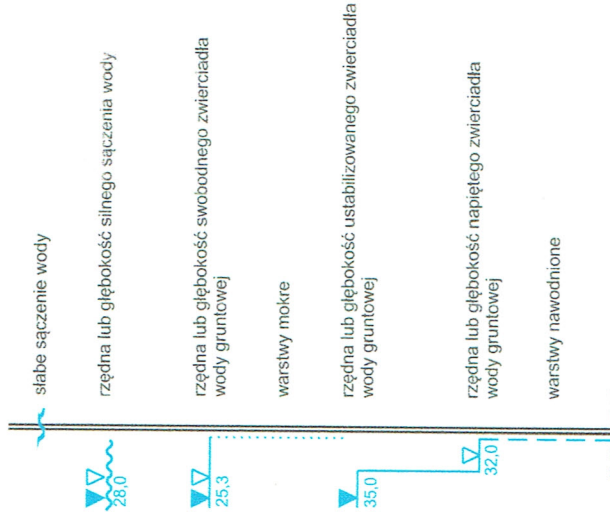 słabe sączenie wody
28,0
rzędna lub głębokość silnego sączenia wody
25,3
rzędna lub głębokość swobodnego zwierciadła
wody gruntowej
warstwy mokre
35,0
rzędna lub głębokość ustabilizowanego zwierciadła
wody gruntowej
32,0
rzędna lub głębokość napiętego zwierciadła
wody gruntowej
warstwy nawodnione